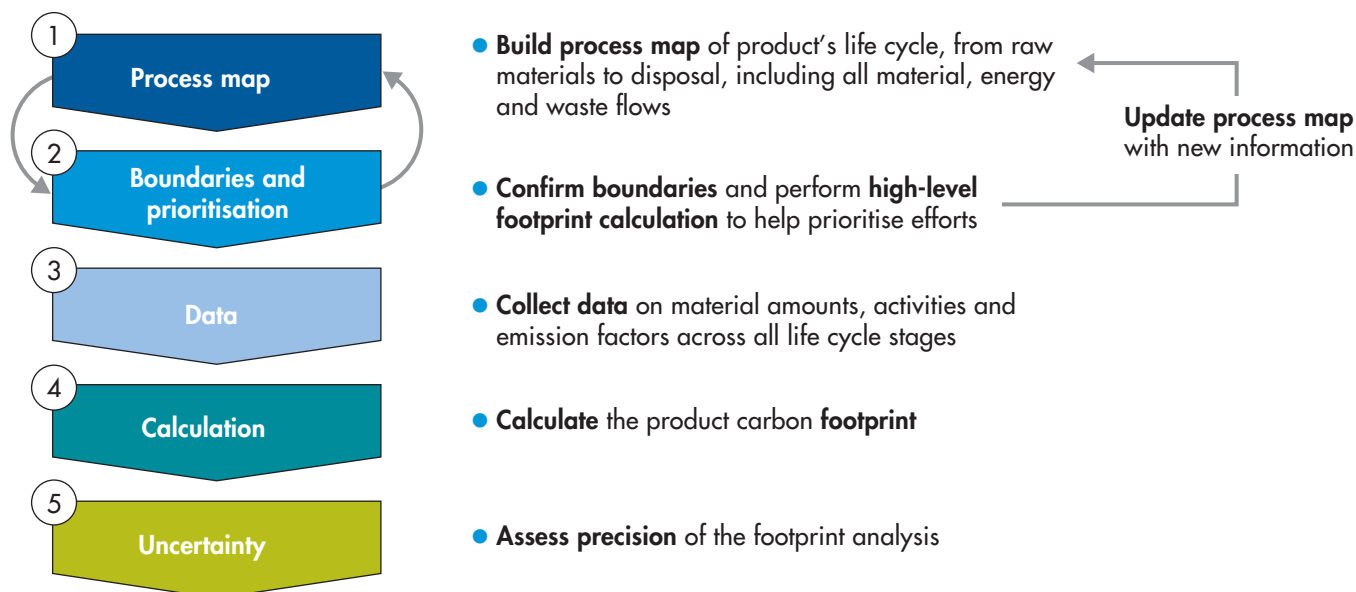 1
Process map
● Build process map of product's life cycle, from raw
materials to disposal, including all material, energy
and waste flows
Update process map
with new information
2
Boundaries and
prioritisation
● Confirm boundaries and perform high-level
footprint calculation to help prioritise efforts
3
Data
● Collect data on material amounts, activities and
emission factors across all life cycle stages
4
Calculation
● Calculate the product carbon footprint
5
Uncertainty
● Assess precision of the footprint analysis